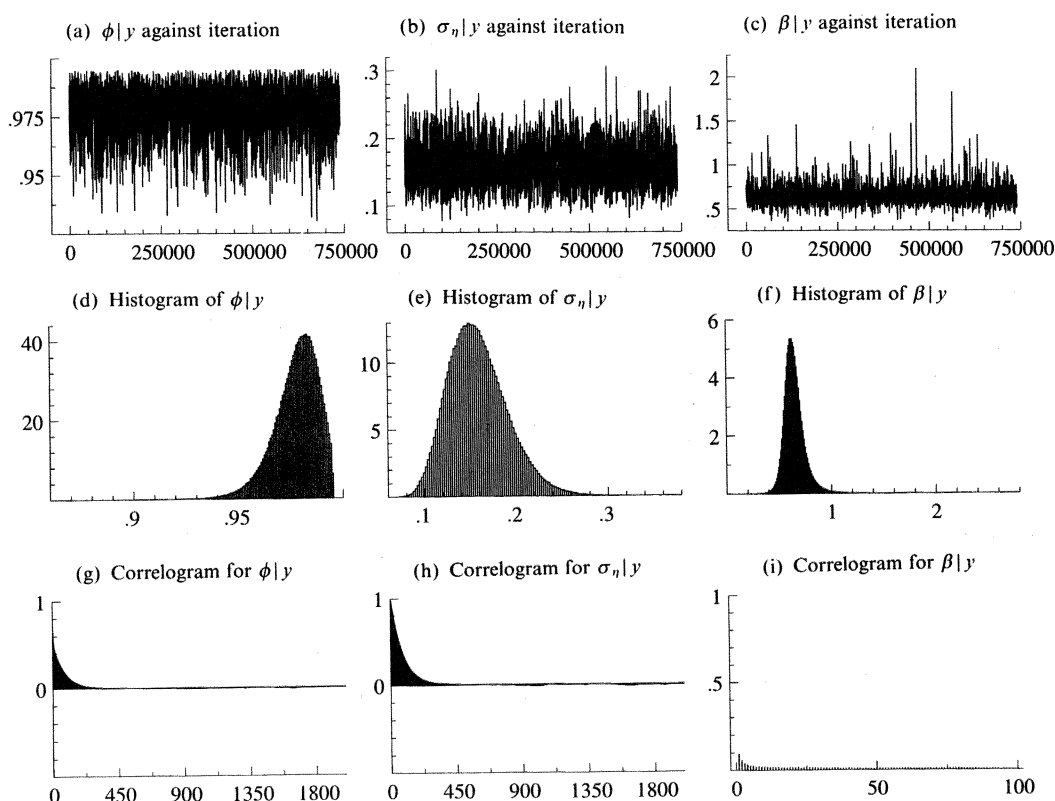 (a) ϕ|y against iteration
.975
.95
0 250000 500000 750000
(b) σ_η|y against iteration
.3
.2
.1
0 250000 500000 750000
(c) β|y against iteration
2
1.5
1
.5
0 250000 500000 750000
(d) Histogram of ϕ|y
40
20
.9 .95
(e) Histogram of σ_η|y
10
5
.1 .2 .3
(f) Histogram of β|y
6
4
2
1 2
(g) Correlogram for ϕ|y
1
0
0 450 900 1350 1800
(h) Correlogram for σ_η|y
1
0
0 450 900 1350 1800
(i) Correlogram for β|y
1
.5
0 50 100